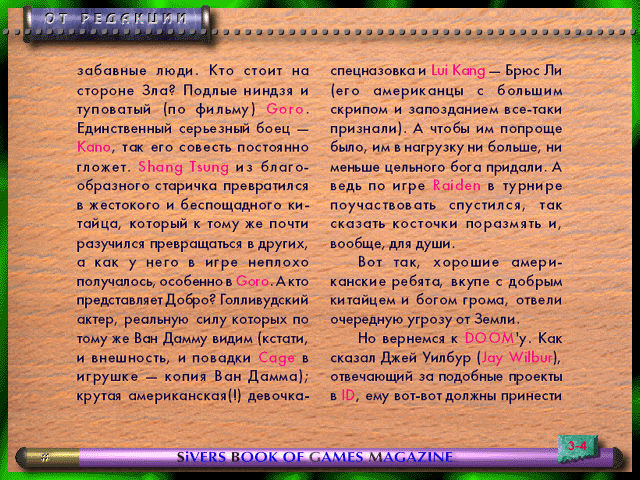 ОТ РЕДАКЦИИ
забавные люди. Кто стоит на
стороне Зла? Подлые ниндзя и
туповатый (по фильму) Goro.
Единственный серьезный боец —
Kano, так его совесть постоянно
гложет. Shang Tsung из благо-
образного старичка превратился
в жестокого и беспощадного ки-
тайца, который к тому же почти
разучился превращаться в других,
а как у него в игре неплохо
получалось, особенно в Goro. А кто
представляет Добро? Голливудский
актер, реальную силу которых по
тому же Ван Дамму видим (кстати,
и внешность, и повадки Cage в
игрушке — копия Ван Дамма);
крутая американская(!) девочка-
спецназовка и Lui Kang — Брюс Ли
(его американцы с большим
скрипом и запозданием все-таки
признали). А чтобы им попроще
было, им в нагрузку ни больше, ни
меньше цельного бога придали. А
ведь по игре Raiden в турнире
поучаствовать спустился, так
сказать косточки поразмять и,
вообще, для души.
Вот так, хорошие амери-
канские ребята, вкупе с добрым
китайцем и богом грома, отвели
очередную угрозу от Земли.
Но вернемся к DOOM'у. Как
сказал Джей Уилбур (Jay Wilbur),
отвечающий за подобные проекты
в ID, ему вот-вот должны принести
3-4
# SiVERS BOOK OF GAMES MAGAZINE